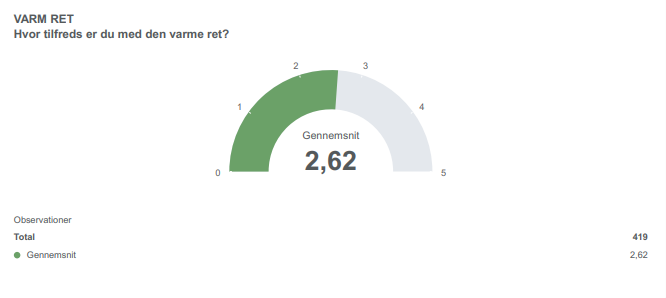 VARM RET
Hvor tilfreds er du med den varme ret?
2
3
1
4
Gennemsnit
2,62
0
5
Observationer
Total 419
Gennemsnit 2,62